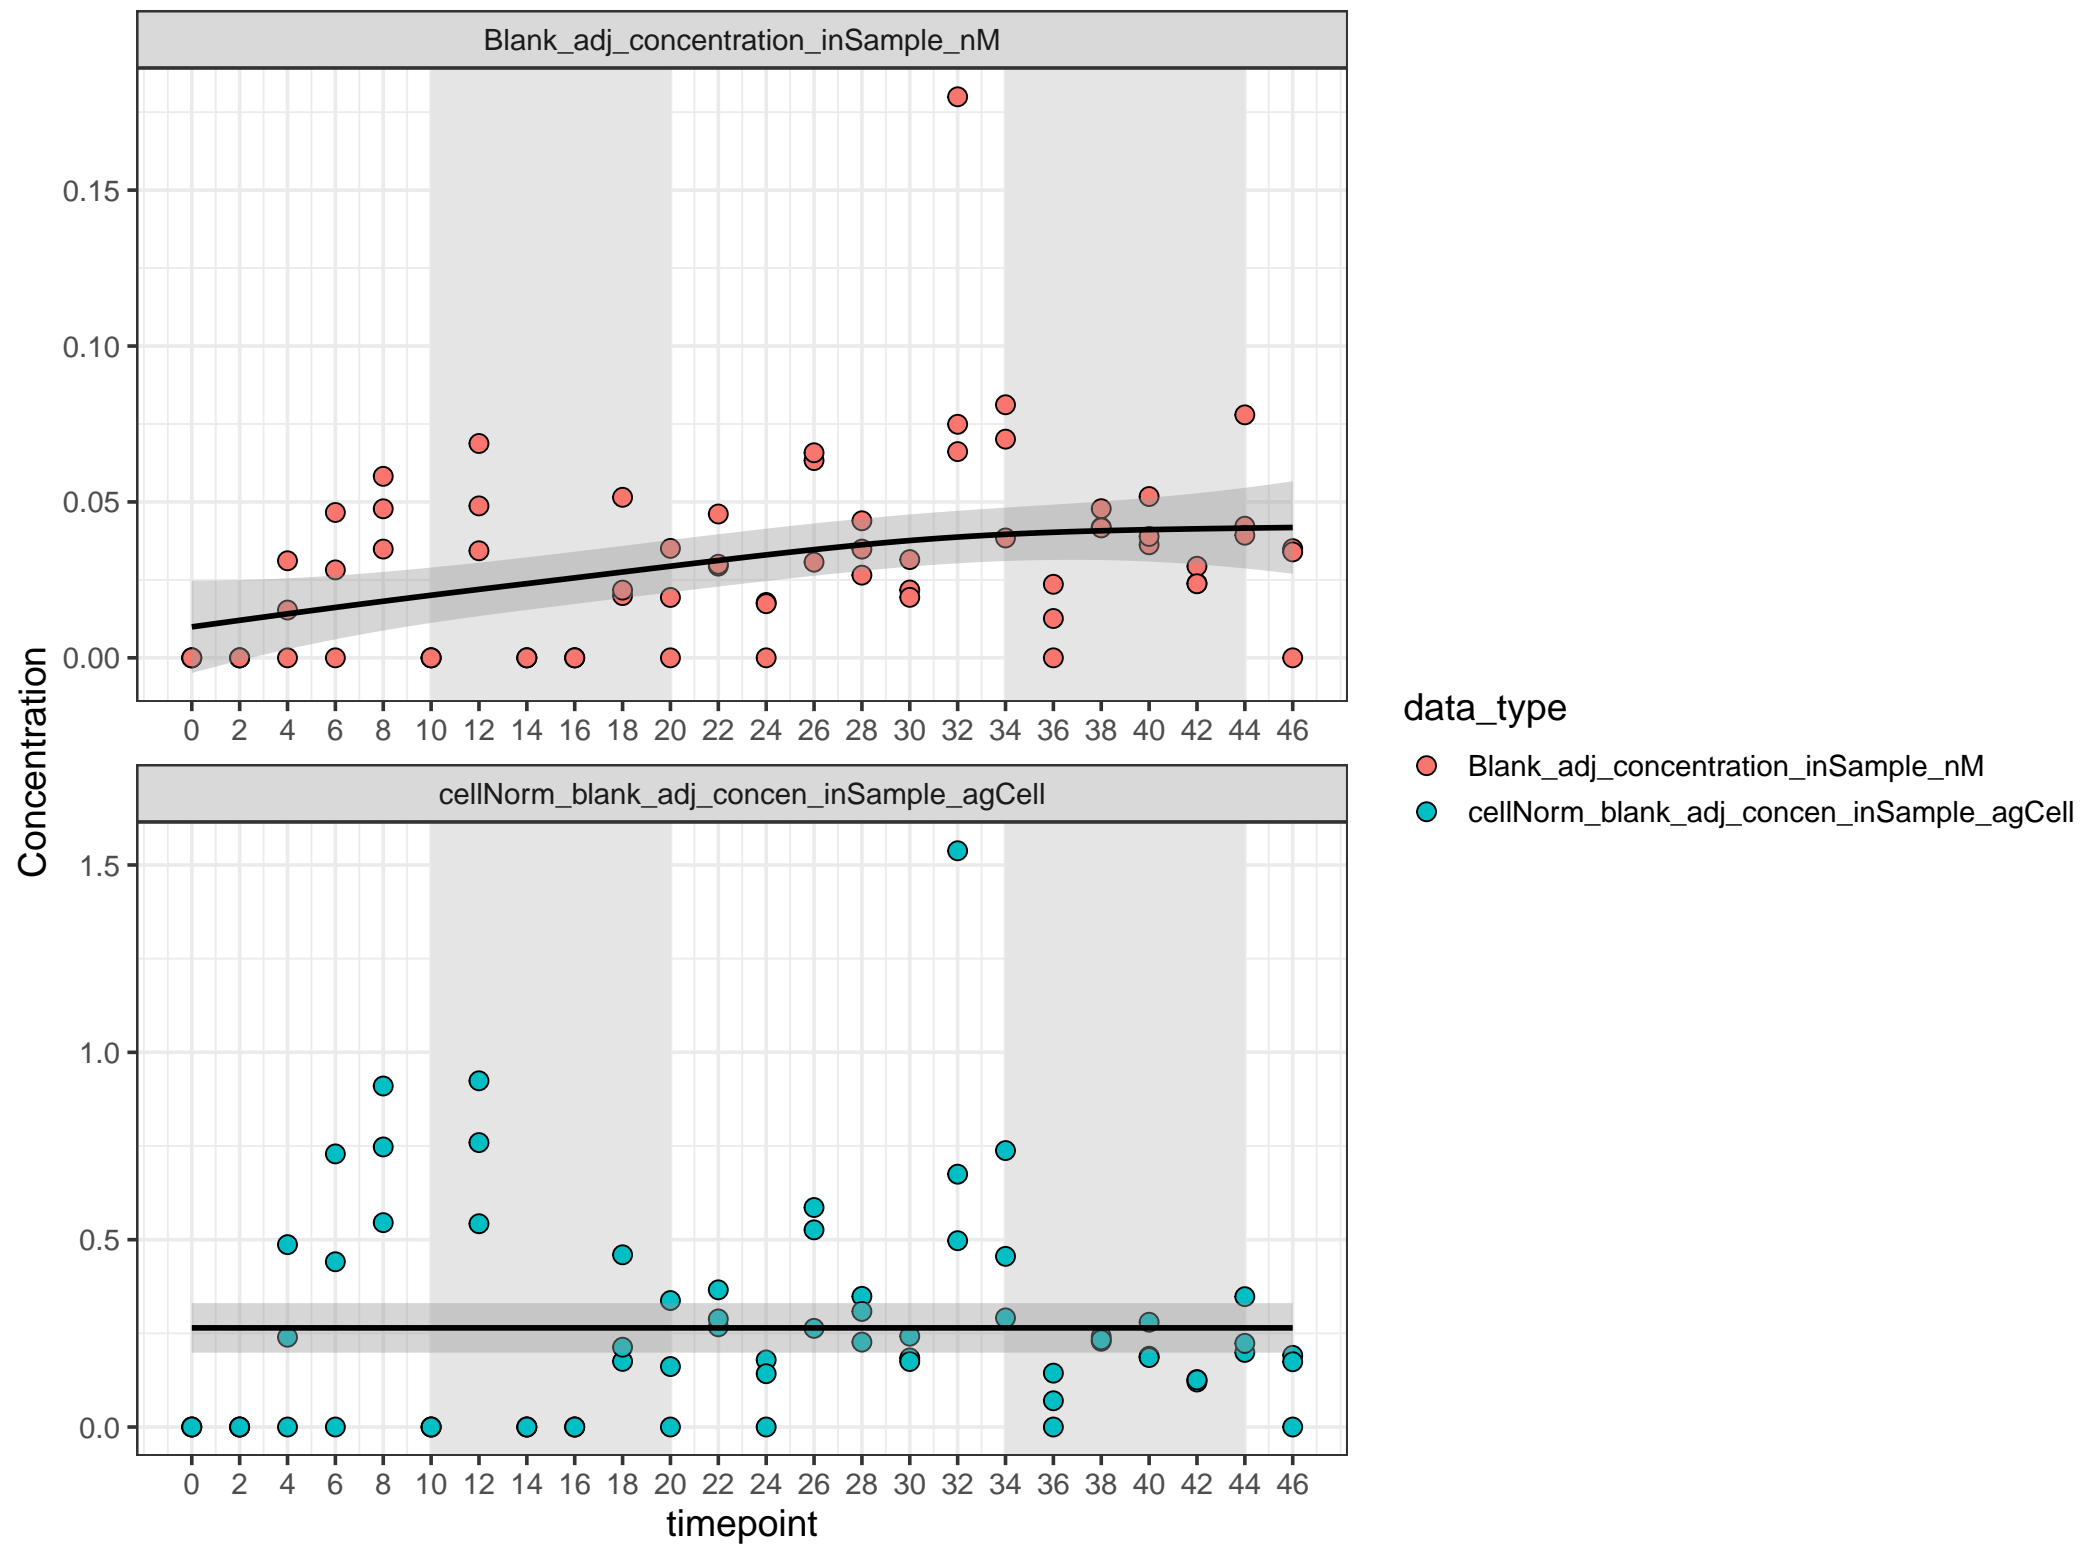 Blank_adj_concentration_inSample_nM
0.15
0.10
0.05
0.00
0 2 4 6 8 10 12 14 16 18 20 22 24 26 28 30 32 34 36 38 40 42 44 46
cellNorm_blank_adj_concen_inSample_agCell
1.5
1.0
0.5
0.0
0 2 4 6 8 10 12 14 16 18 20 22 24 26 28 30 32 34 36 38 40 42 44 46
timepoint
Concentration
data_type
Blank_adj_concentration_inSample_nM
cellNorm_blank_adj_concen_inSample_agCell